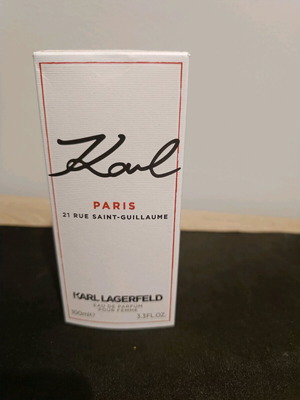 Karl
PARIS
21 RUE SAINT-GUILLAUME
KARL LAGERFELD
EAU DE PARFUM
POUR FEMME
100ml℮ 3.3FL.OZ.